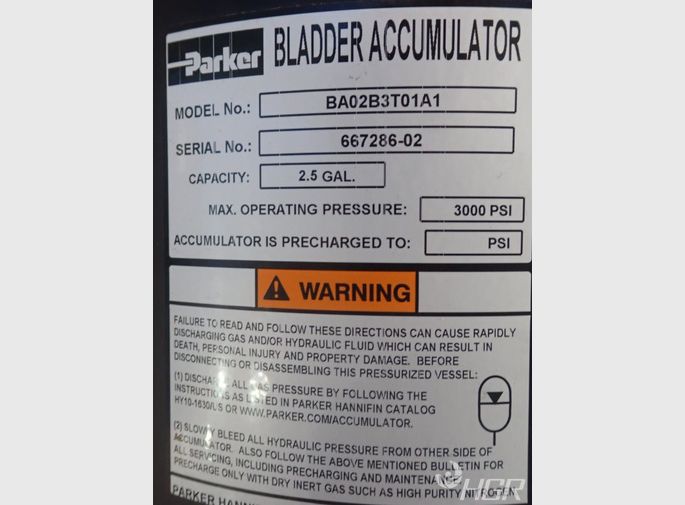 Parker BLADDER ACCUMULATOR
MODEL No.: BA02B3T01A1
SERIAL No.: 667286-02
CAPACITY: 2.5 GAL.
MAX. OPERATING PRESSURE: 3000 PSI
ACCUMULATOR IS PRECHARGED TO: PSI
WARNING
FAILURE TO READ AND FOLLOW THESE DIRECTIONS CAN CAUSE RAPIDLY
DISCHARGING GAS AND/OR HYDRAULIC FLUID WHICH CAN RESULT IN
DEATH, PERSONAL INJURY AND PROPERTY DAMAGE. BEFORE
DISCONNECTING OR DISASSEMBLING THIS PRESSURIZED VESSEL:
(1) DISCHARGE ALL GAS PRESSURE BY FOLLOWING THE
INSTRUCTIONS AS LISTED IN PARKER HANNIFIN CATALOG
HY10-1630/US OR WWW.PARKER.COM/ACCUMULATOR.
(2) SLOWLY BLEED ALL HYDRAULIC PRESSURE FROM OTHER SIDE OF
ACCUMULATOR. ALSO FOLLOW THE ABOVE MENTIONED BULLETIN FOR
ALL SERVICING, INCLUDING PRECHARGING AND MAINTENANCE.
PRECHARGE ONLY WITH DRY INERT GAS SUCH AS HIGH PURITY NITROGEN.
HGR
PARKER HANNI